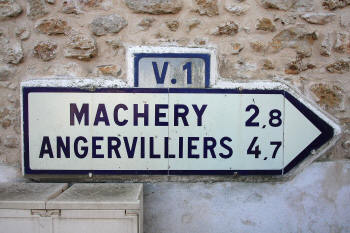 V.1
MACHERY 2,8
ANGERVILLIERS 4,7